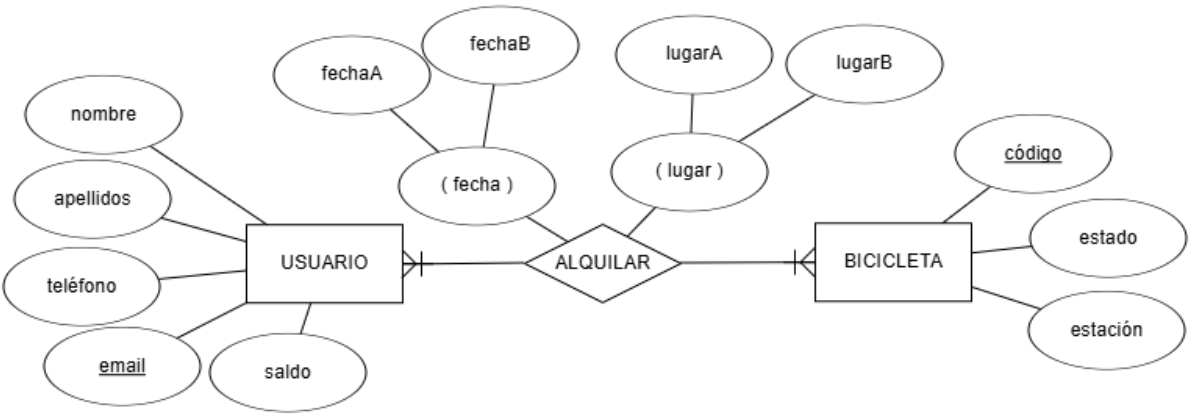 fechaB
fechaA
lugarA
lugarB
nombre
apellidos
teléfono
email
saldo
( fecha )
( lugar )
USUARIO
ALQUILAR
BICICLETA
código
estado
estación